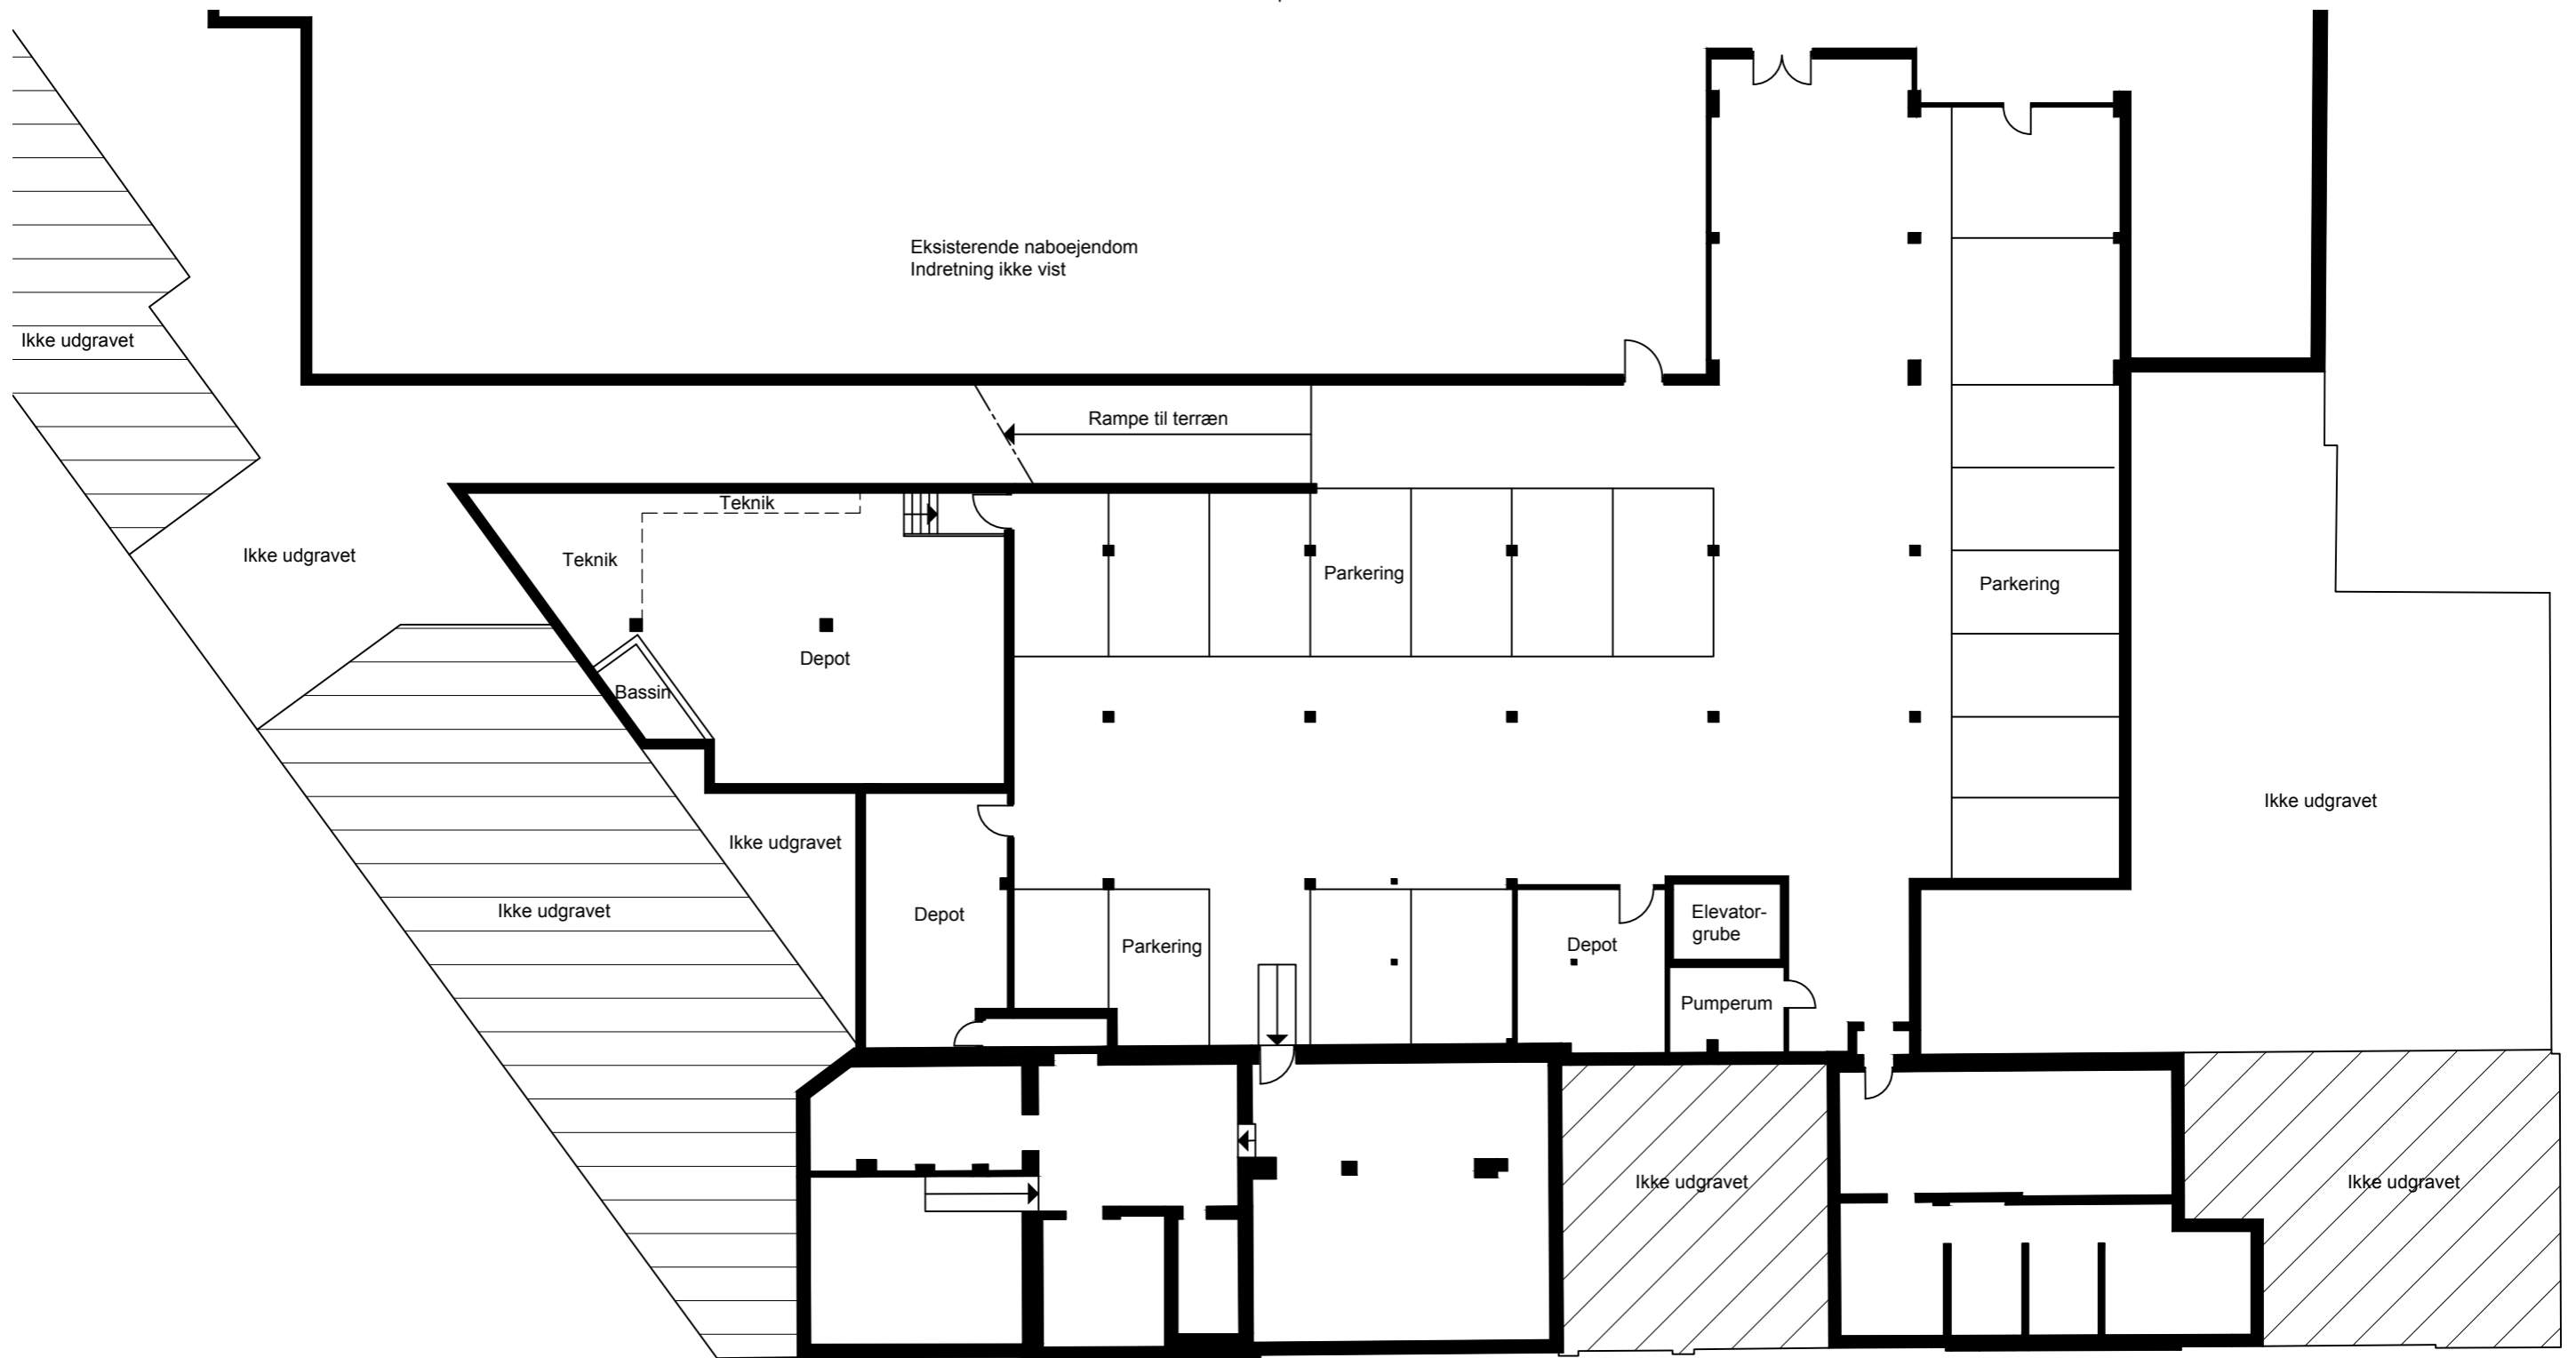 Eksisterende naboejendom
Indretning ikke vist
Ikke udgravet
Rampe til terræn
Teknik
Ikke udgravet
Teknik
Parkering
Parkering
Depot
Bassin
Ikke udgravet
Ikke udgravet
Ikke udgravet
Depot
Parkering
Depot
Elevator-
grube
Pumperum
Ikke udgravet
Ikke udgravet